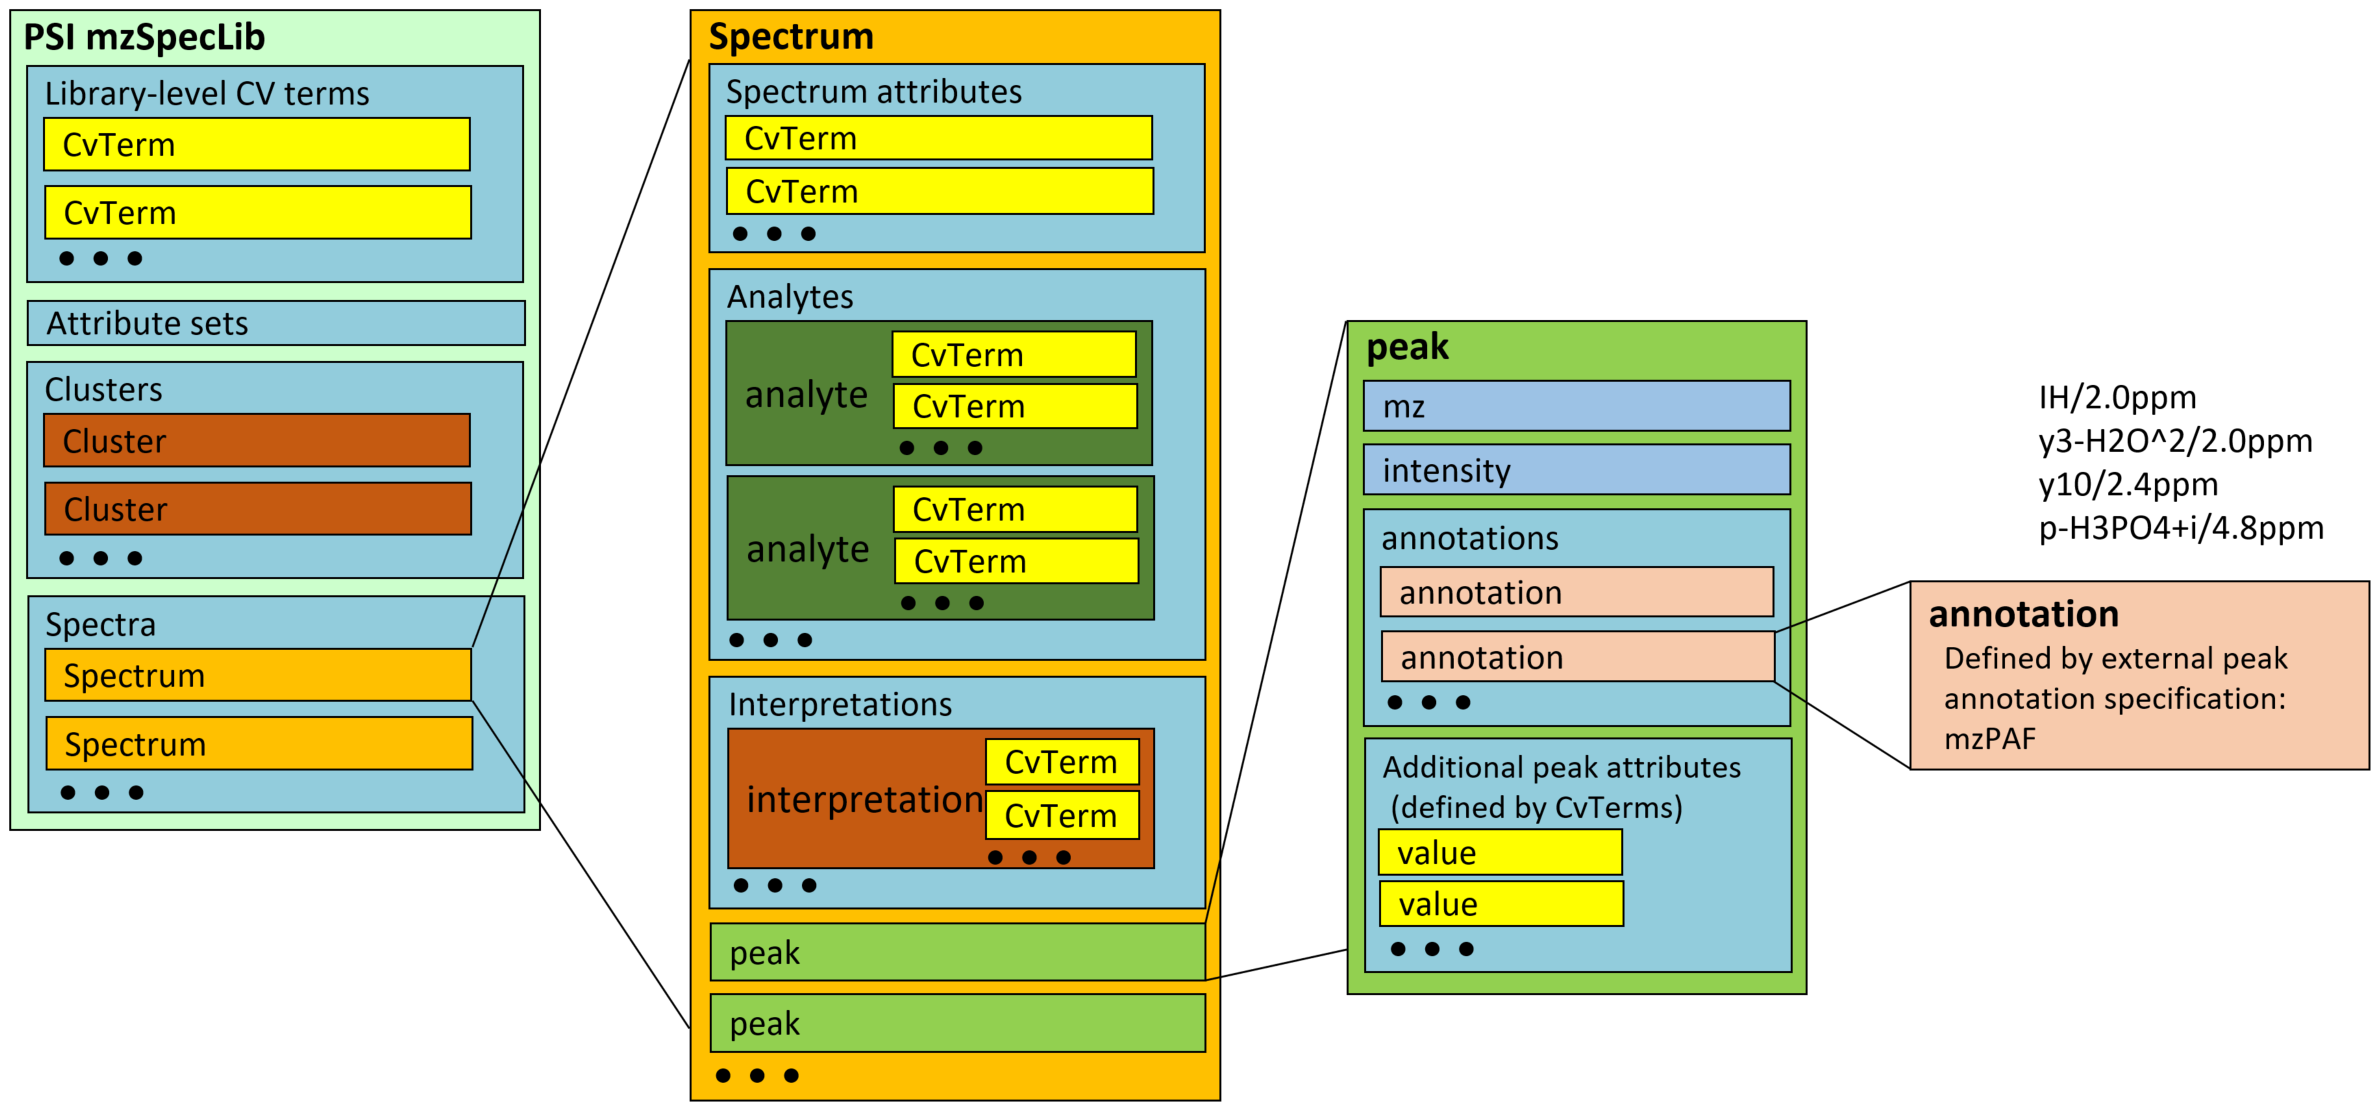 PSI mzSpecLib
Library-level CV terms
CvTerm
CvTerm
Attribute sets
Clusters
Cluster
Cluster
Spectra
Spectrum
Spectrum
Spectrum
Spectrum attributes
CvTerm
CvTerm
Analytes
analyte
CvTerm
CvTerm
analyte
CvTerm
CvTerm
Interpretations
interpretation
CvTerm
CvTerm
peak
peak
peak
mz
intensity
annotations
annotation
annotation
Additional peak attributes
(defined by CvTerms)
value
value
IH/2.0ppm
y3-H2O^2/2.0ppm
y10/2.4ppm
p-H3PO4+i/4.8ppm
annotation
Defined by external peak
annotation specification:
mzPAF